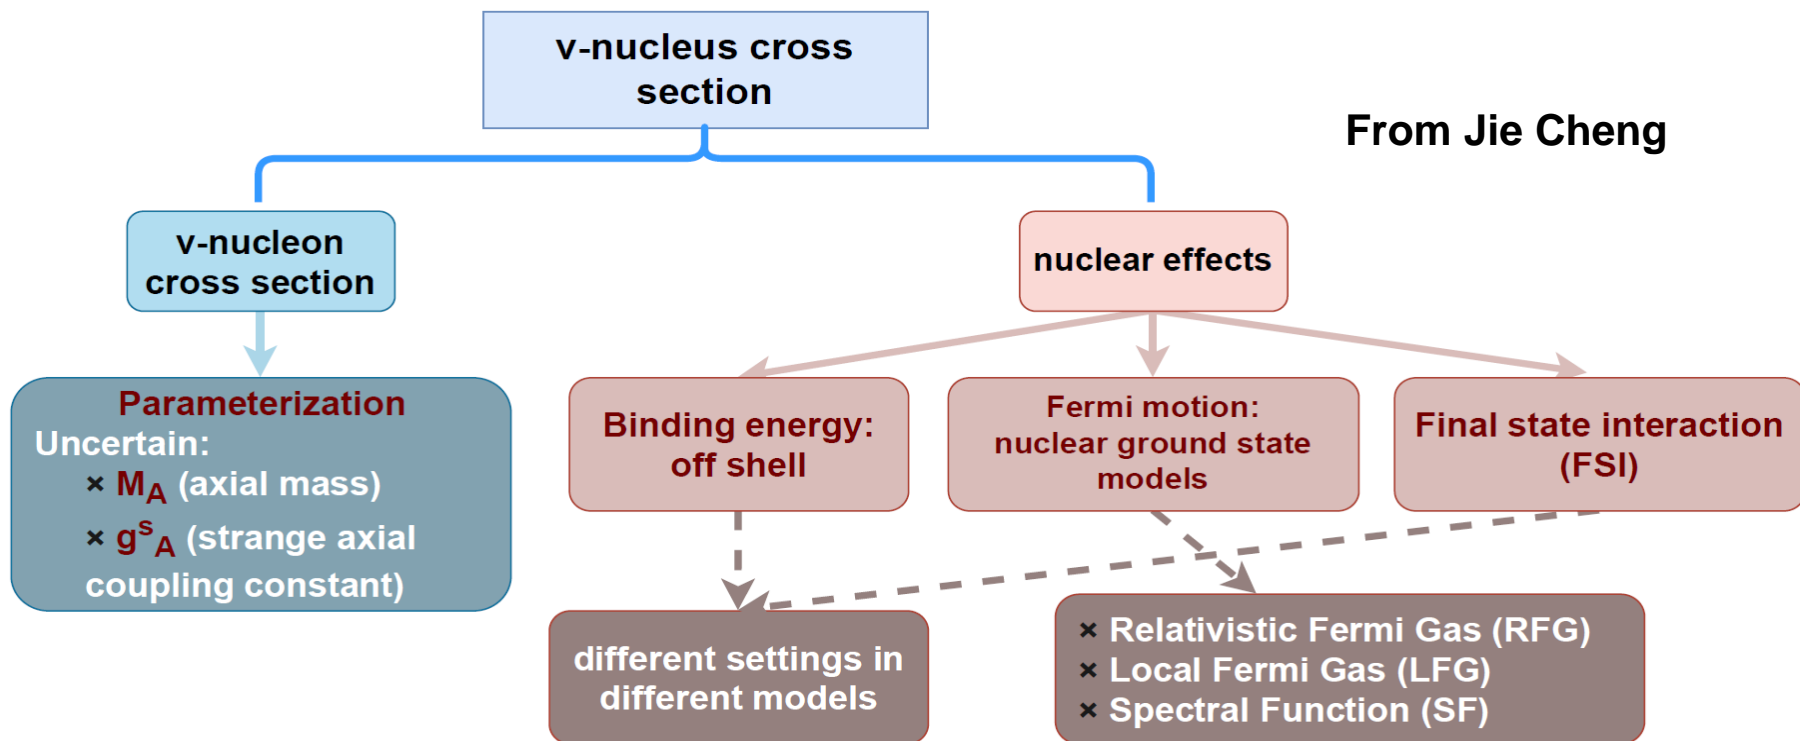 ν-nucleus cross
section
From Jie Cheng
ν-nucleon
cross section
nuclear effects
Parameterization
Uncertain:
× MA (axial mass)
× gsA (strange axial
coupling constant)
Binding energy:
off shell
Fermi motion:
nuclear ground state
models
Final state interaction
(FSI)
different settings in
different models
× Relativistic Fermi Gas (RFG)
× Local Fermi Gas (LFG)
× Spectral Function (SF)